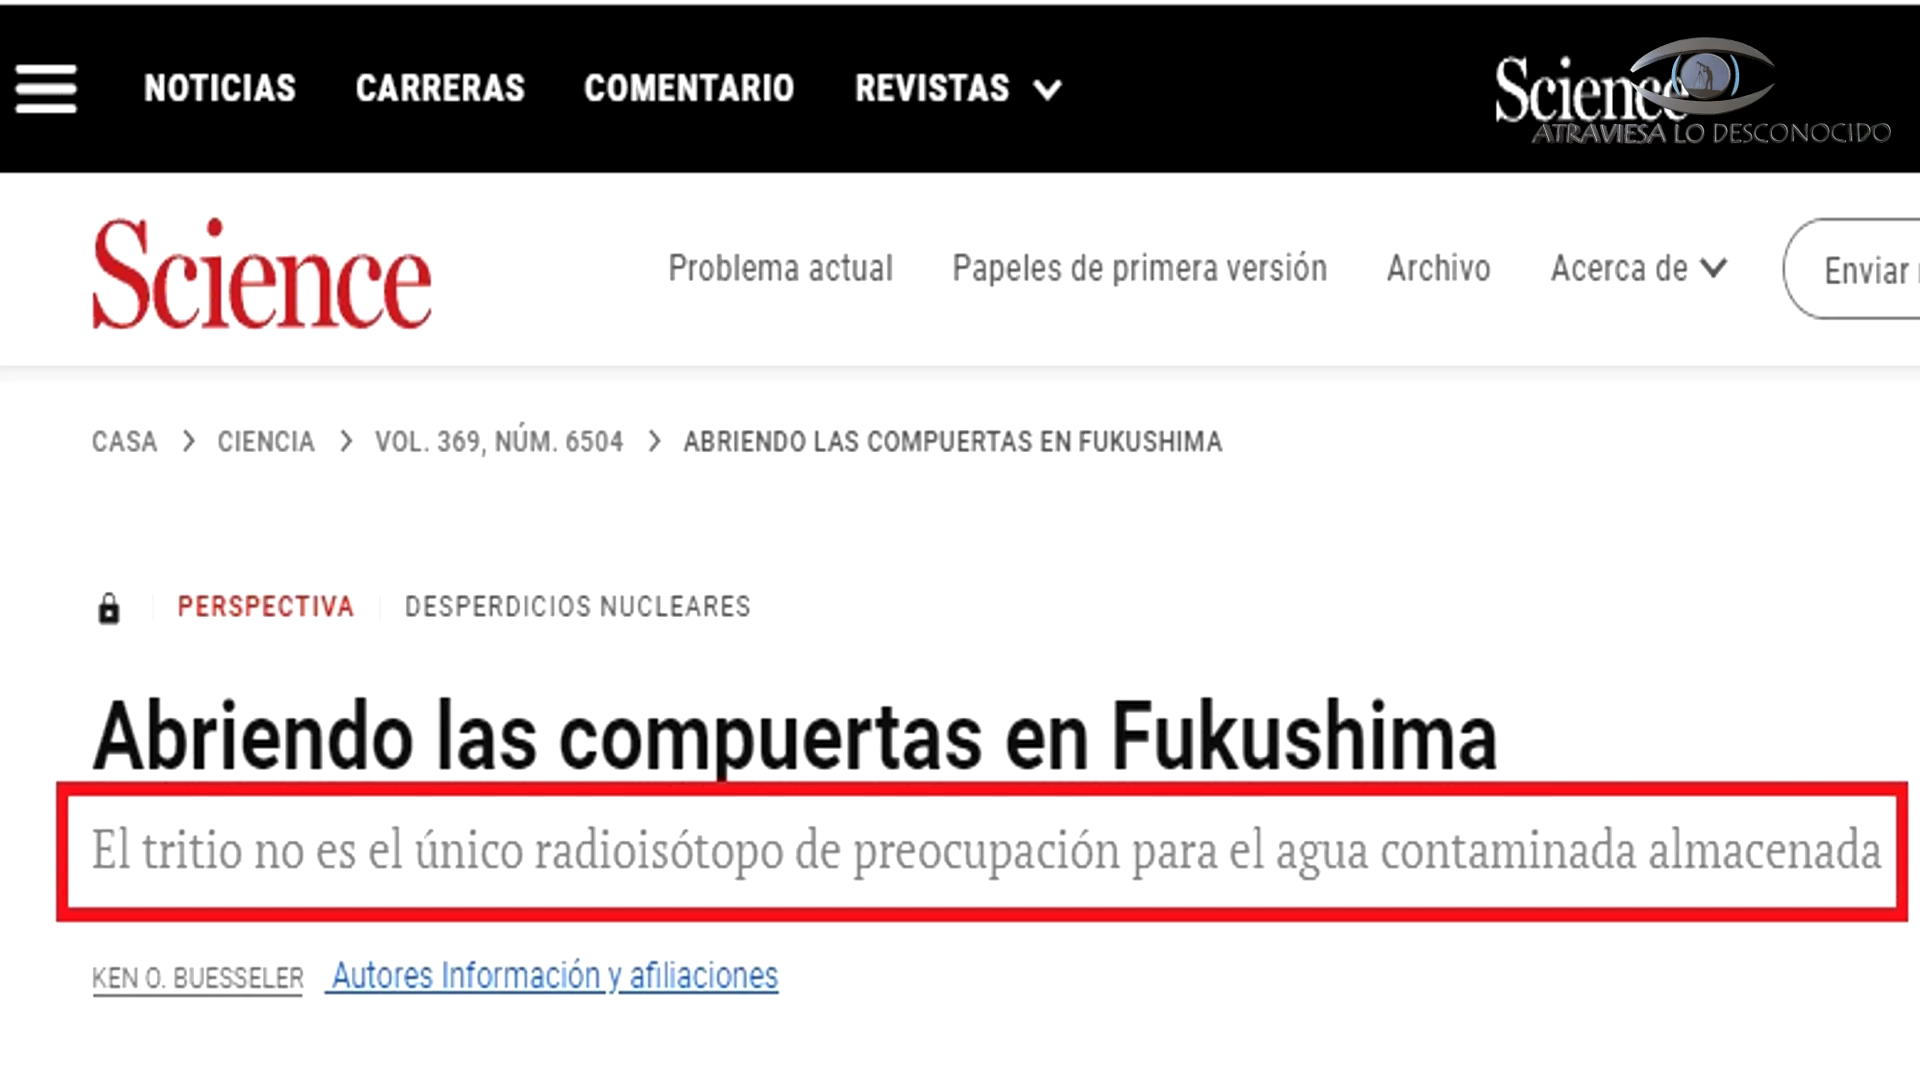 NOTICIAS CARRERAS COMENTARIO REVISTAS
Science
ATRAVIESA LO DESCONOCIDO
Science
Problema actual Papeles de primera versión Archivo Acerca de Enviar
CASA > CIENCIA > VOL. 369, NÚM. 6504 > ABRIENDO LAS COMPUERTAS EN FUKUSHIMA
PERSPECTIVA DESPERDICIOS NUCLEARES
Abriendo las compuertas en Fukushima
El tritio no es el único radioisótopo de preocupación para el agua contaminada almacenada
KEN O. BUESSELER Autores Información y afiliaciones